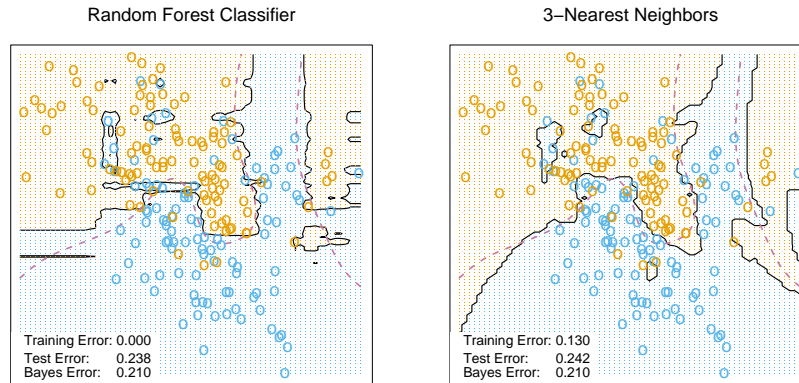 Random Forest Classifier
Training Error: 0.000
Test Error: 0.238
Bayes Error: 0.210
3−Nearest Neighbors
Training Error: 0.130
Test Error: 0.242
Bayes Error: 0.210